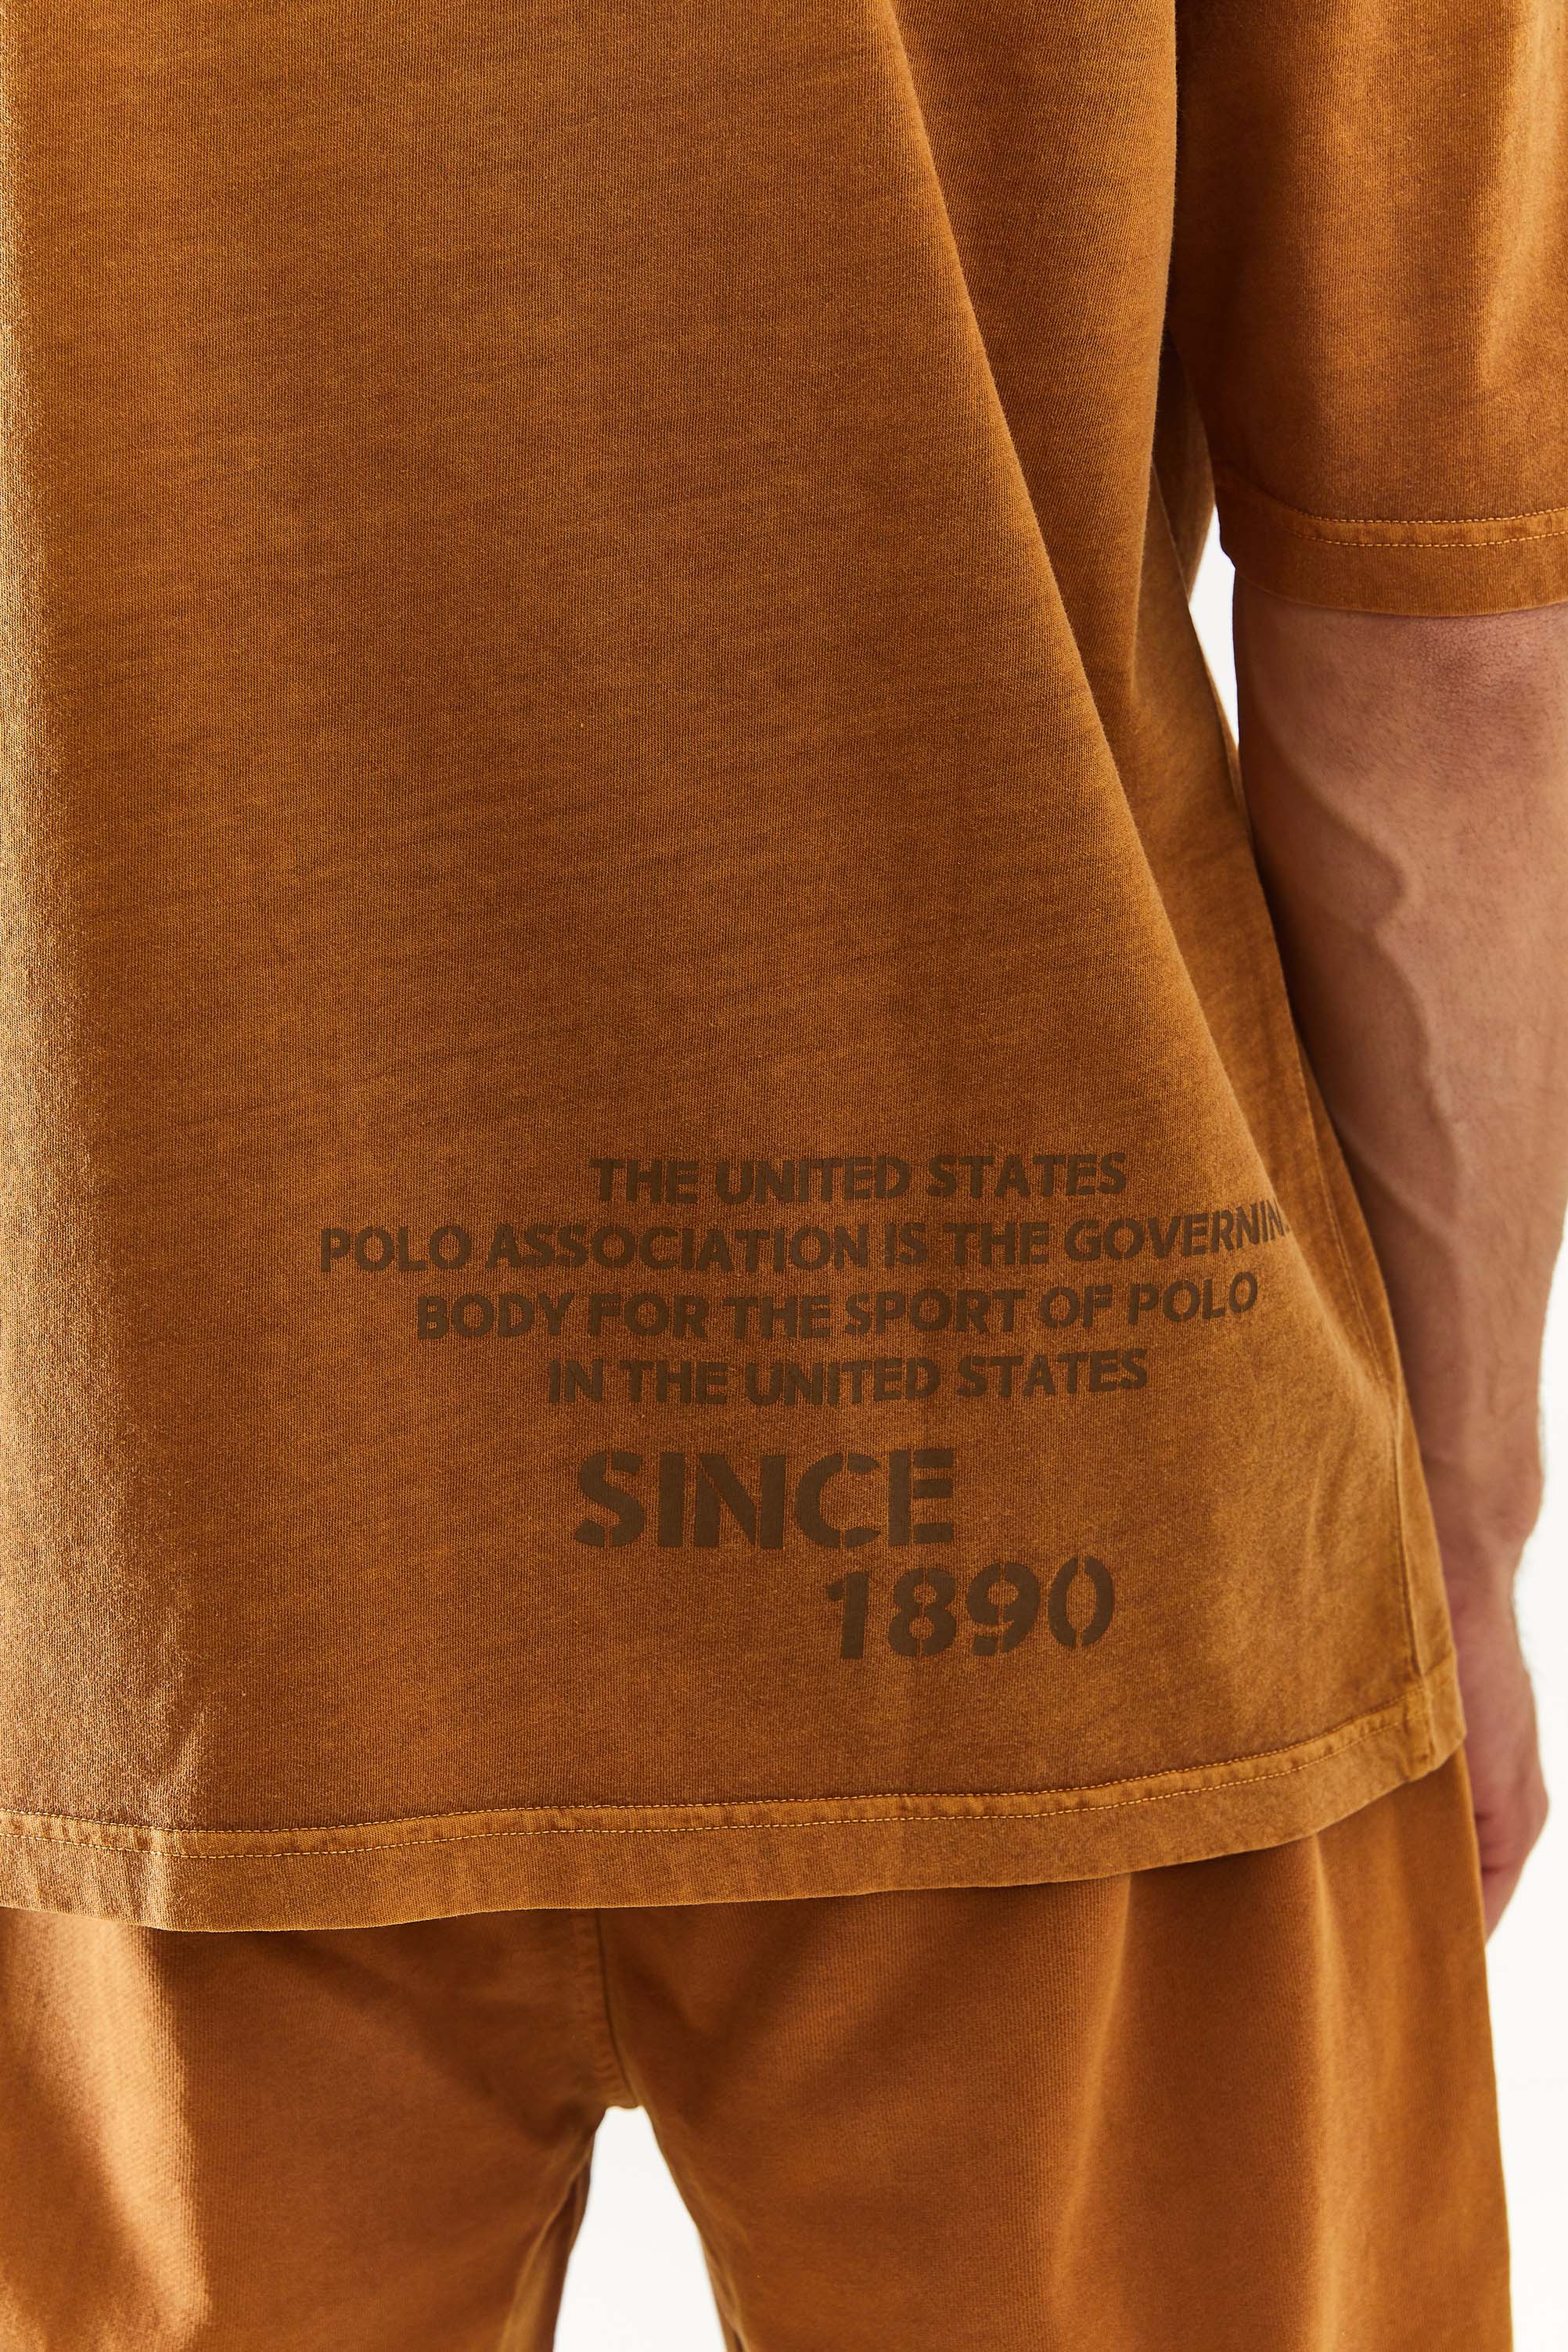 THE UNITED STATES
POLO ASSOCIATION IS THE GOVERNIN
BODY FOR THE SPORT OF POLO
IN THE UNITED STATES
SINCE
1890